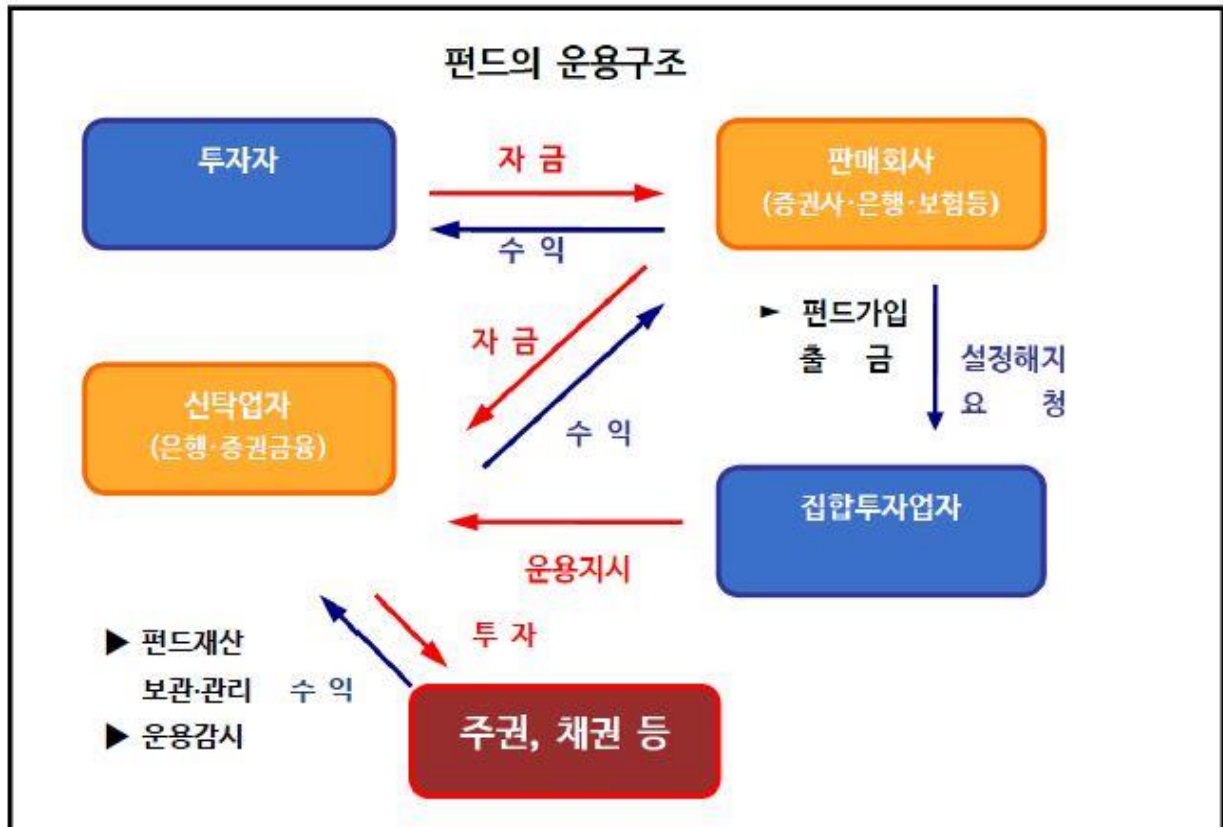 펀드의 운용구조
투자자
자 금
수 익
판매회사
(증권사·은행·보험등)
► 펀드가입
출 금
설정해지
요 청
자 금
수 익
신탁업자
(은행·증권금융)
집합투자업자
운용지시
▶ 펀드재산
보관·관리
▶ 운용감시
수 익
투 자
주권, 채권 등